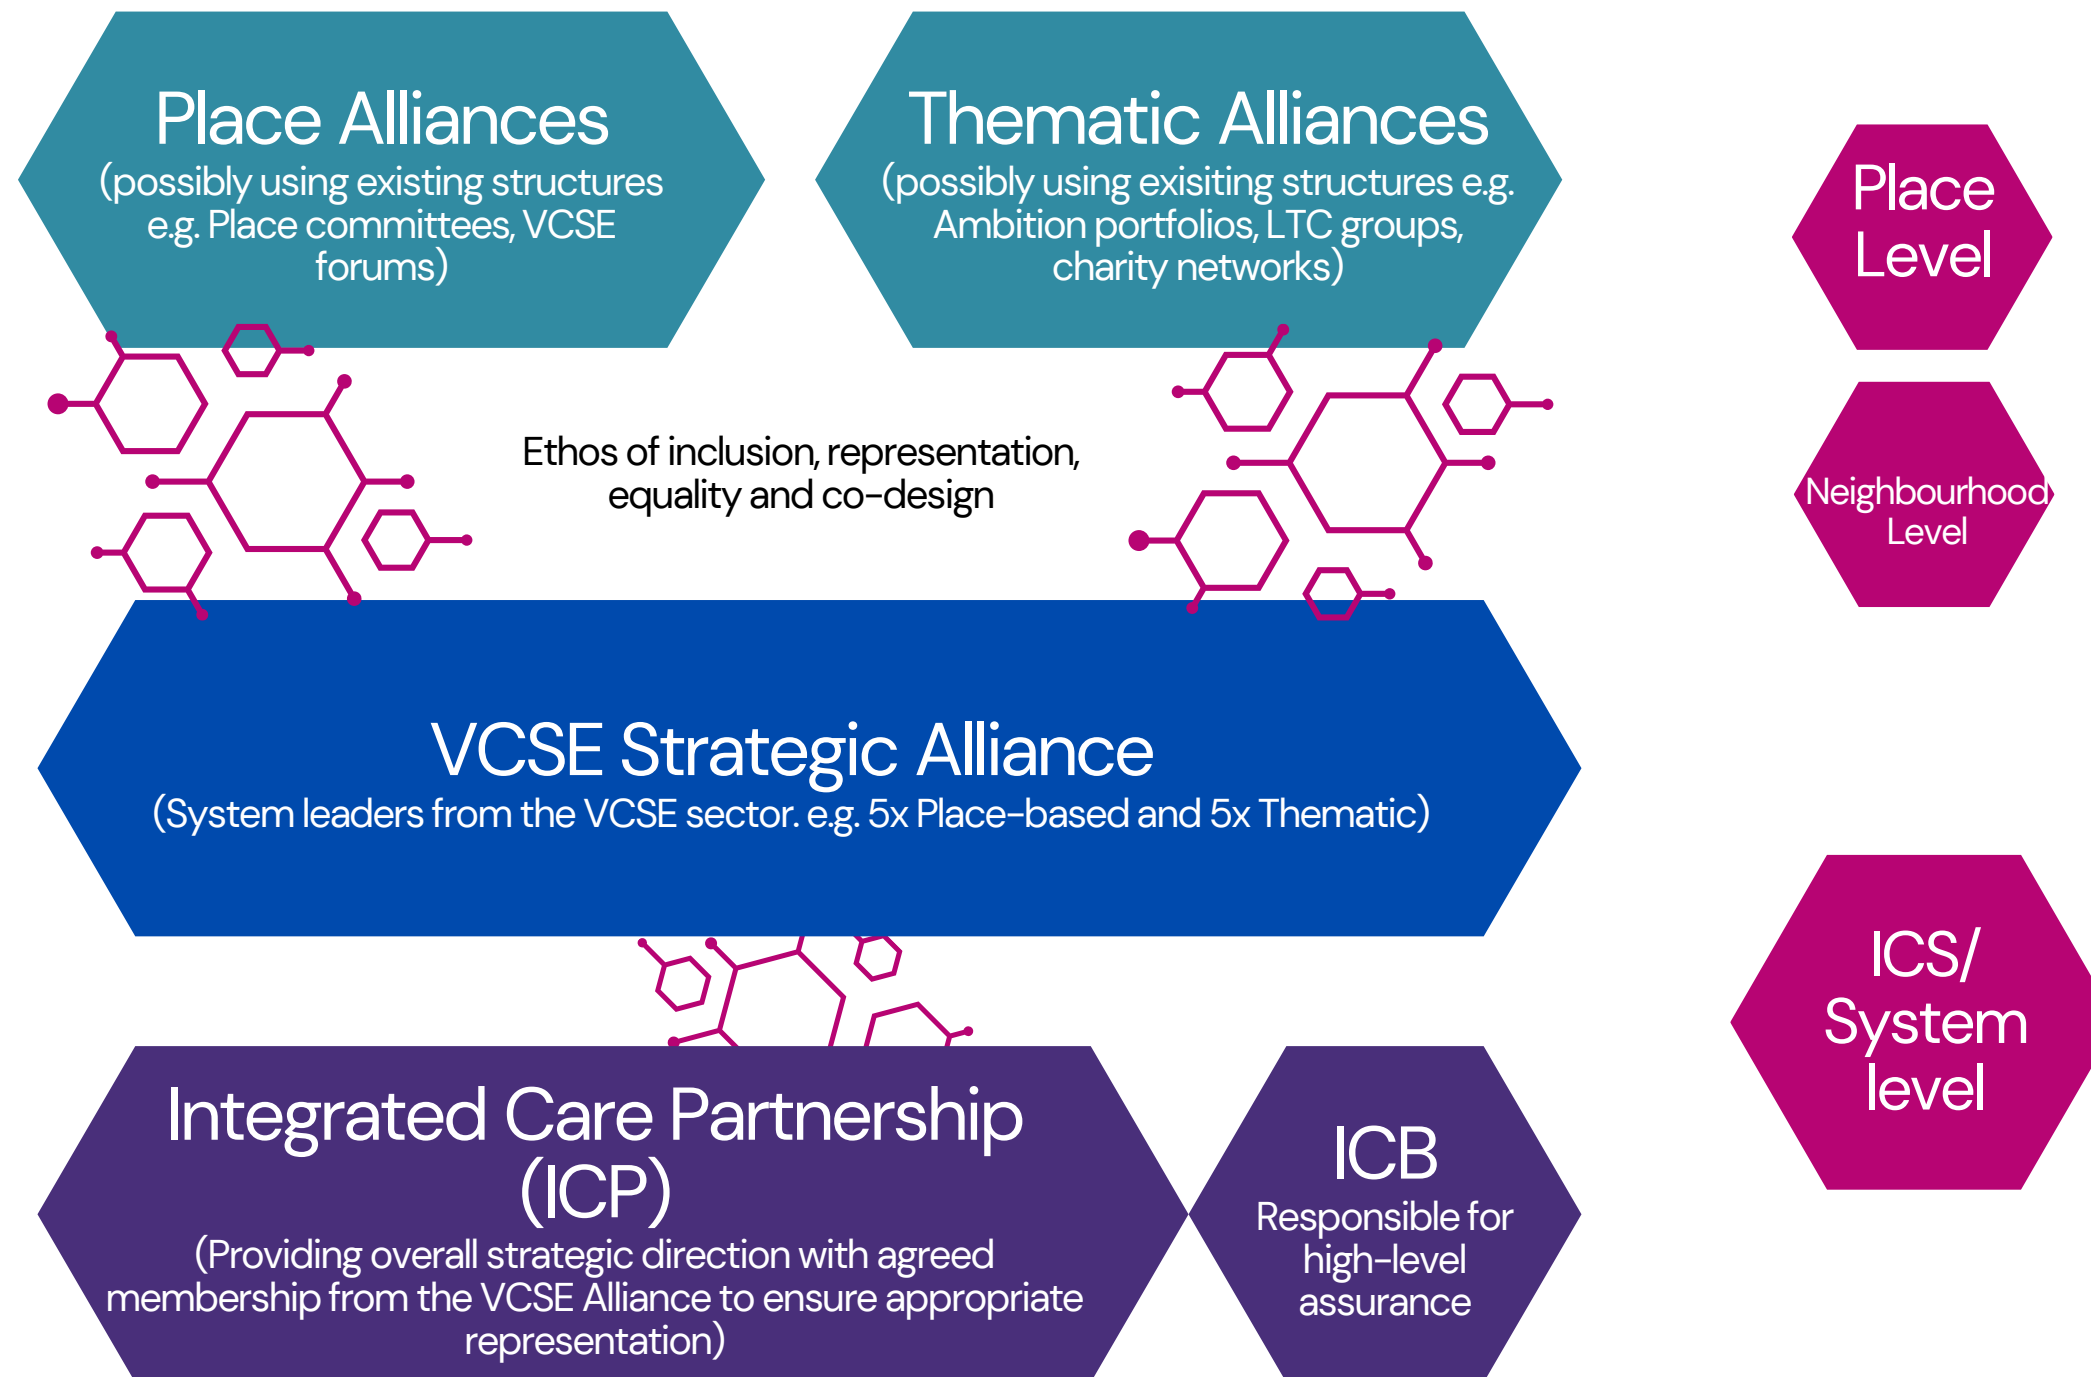 Place Alliances
(possibly using existing structures
e.g. Place committees, VCSE
forums)
Thematic Alliances
(possibly using exisiting structures e.g.
Ambition portfolios, LTC groups,
charity networks)
Place
Level
Neighbourhood
Level
Ethos of inclusion, representation,
equality and co-design
VCSE Strategic Alliance
(System leaders from the VCSE sector. e.g. 5x Place-based and 5x Thematic)
ICS/
System
level
Integrated Care Partnership
(ICP)
(Providing overall strategic direction with agreed
membership from the VCSE Alliance to ensure appropriate
representation)
ICB
Responsible for
high-level
assurance